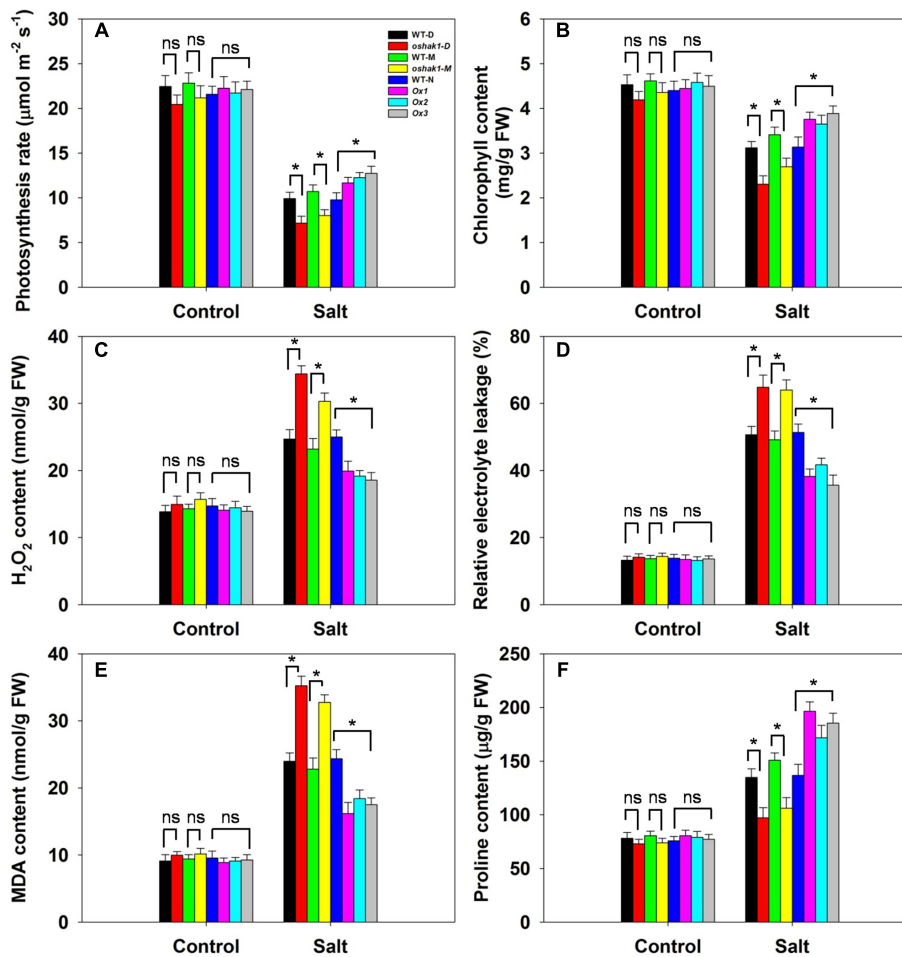 A
Photosynthesis rate (μmol m⁻² s⁻¹)
30
25
20
15
10
5
0
ns
ns
ns
*
*
*
WT-D
oshak1-D
WT-M
oshak1-M
WT-N
Ox1
Ox2
Ox3
Control
Salt
B
Chlorophyll content
(mg/g FW)
6
5
4
3
2
1
0
ns
ns
ns
*
*
*
Control
Salt
C
H₂O₂ content (nmol/g FW)
40
30
20
10
0
ns
ns
ns
*
*
*
Control
Salt
D
Relative electrolyte leakage (%)
80
60
40
20
0
ns
ns
ns
*
*
*
Control
Salt
E
MDA content (nmol/g FW)
40
30
20
10
0
ns
ns
ns
*
*
*
Control
Salt
F
Proline content (μg/g FW)
250
200
150
100
50
0
ns
ns
ns
*
*
*
Control
Salt